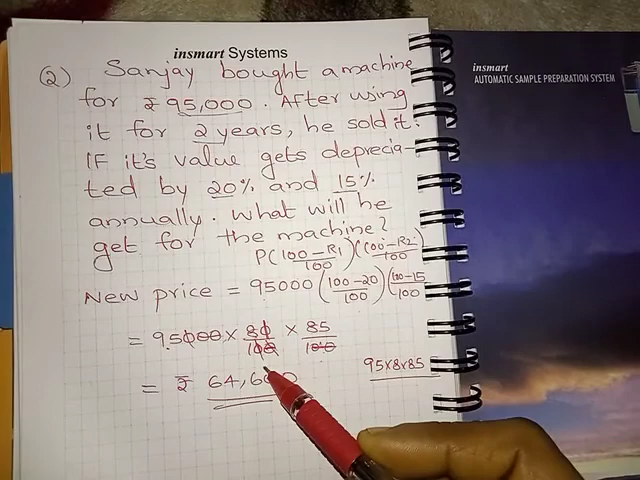 insmart Systems
② Sanjay bought a machine
for ₹95,000. After using
it for 2 years, he sold it.
IF it's value gets deprecia-
ted by 20% and 15%
annually. What will he
get for the machine?
P(100-R1/100)(100-R2/100)
New price = 95000(100-20/100)(100-15/100
= 95000 × 80/100 × 85/100
= ₹ 64,600
95×8×85
insmart
AUTOMATIC SAMPLE PREPARATION SYSTEM